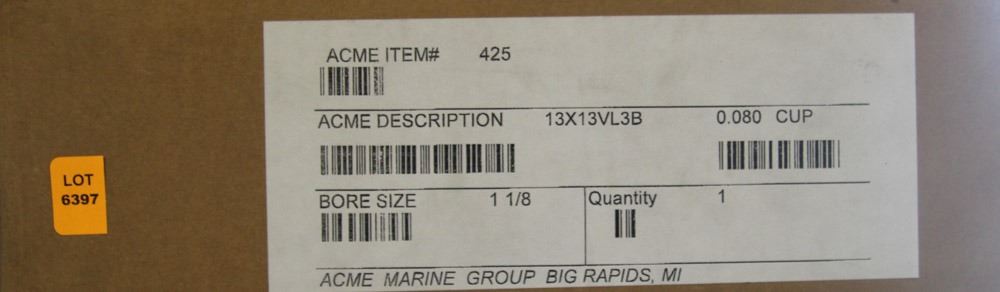 ACME ITEM# 425
ACME DESCRIPTION 13X13VL3B 0.080 CUP
LOT
6397
BORE SIZE 1 1/8 Quantity 1
ACME MARINE GROUP BIG RAPIDS, MI